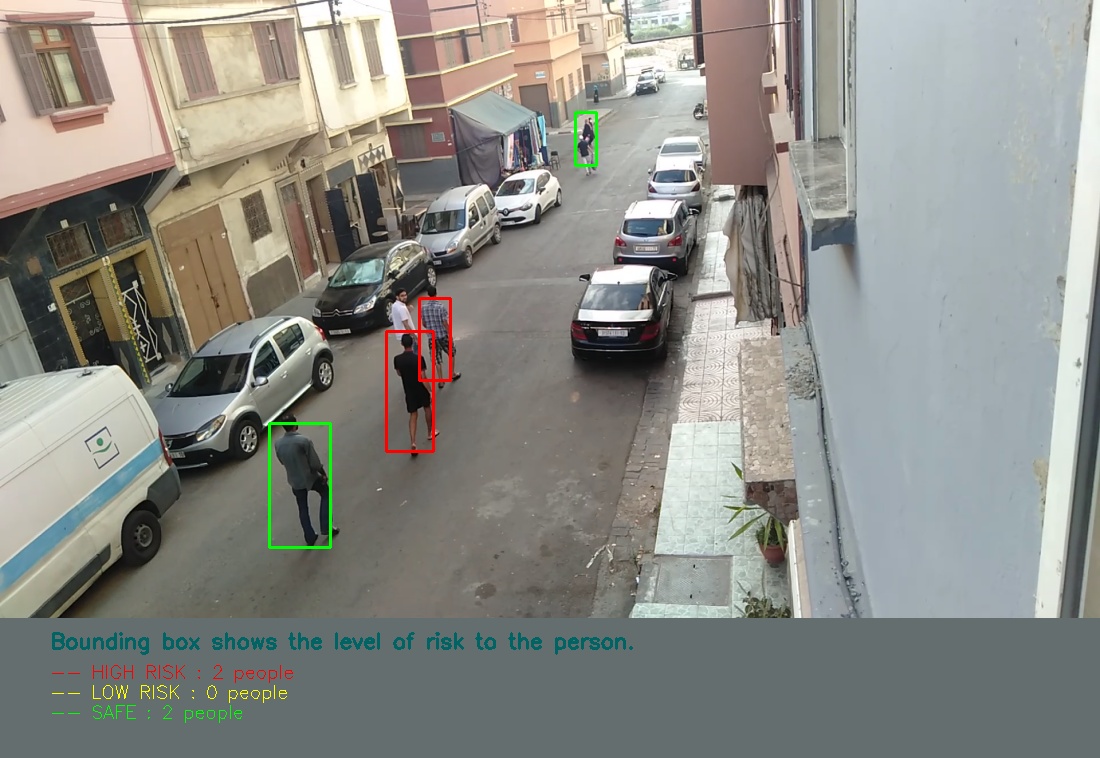 Bounding box shows the level of risk to the person.
—— HIGH RISK : 2 people
—— LOW RISK : 0 people
—— SAFE : 2 people